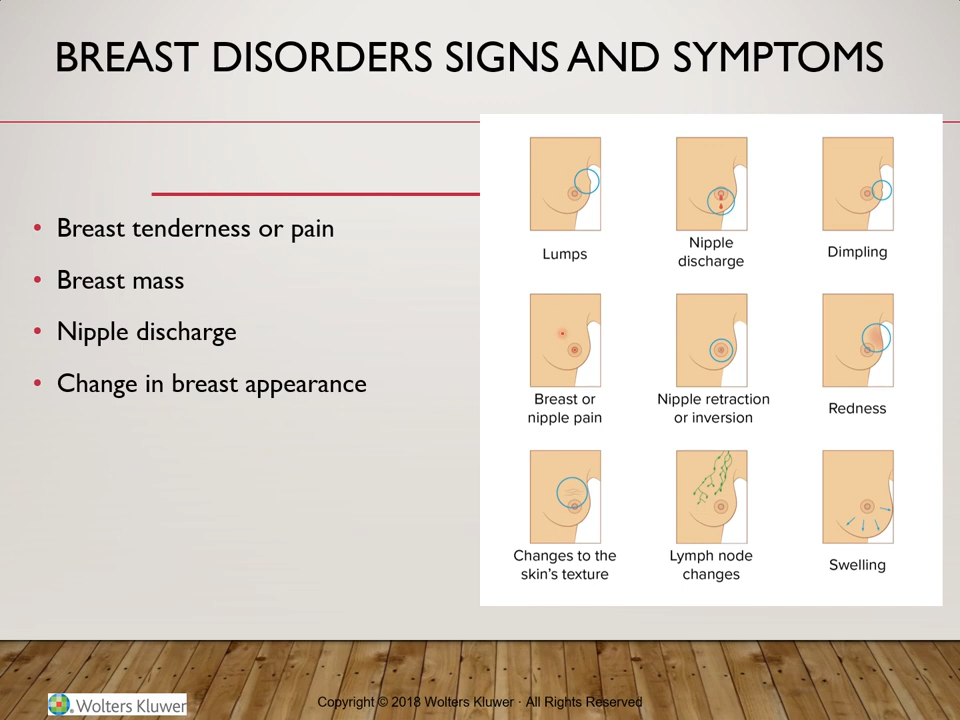 BREAST DISORDERS SIGNS AND SYMPTOMS
• Breast tenderness or pain
• Breast mass
• Nipple discharge
• Change in breast appearance
Lumps
Nipple
discharge
Dimpling
Breast or
nipple pain
Nipple retraction
or inversion
Redness
Changes to the
skin's texture
Lymph node
changes
Swelling
Wolters Kluwer
Copyright © 2018 Wolters Kluwer · All Rights Reserved